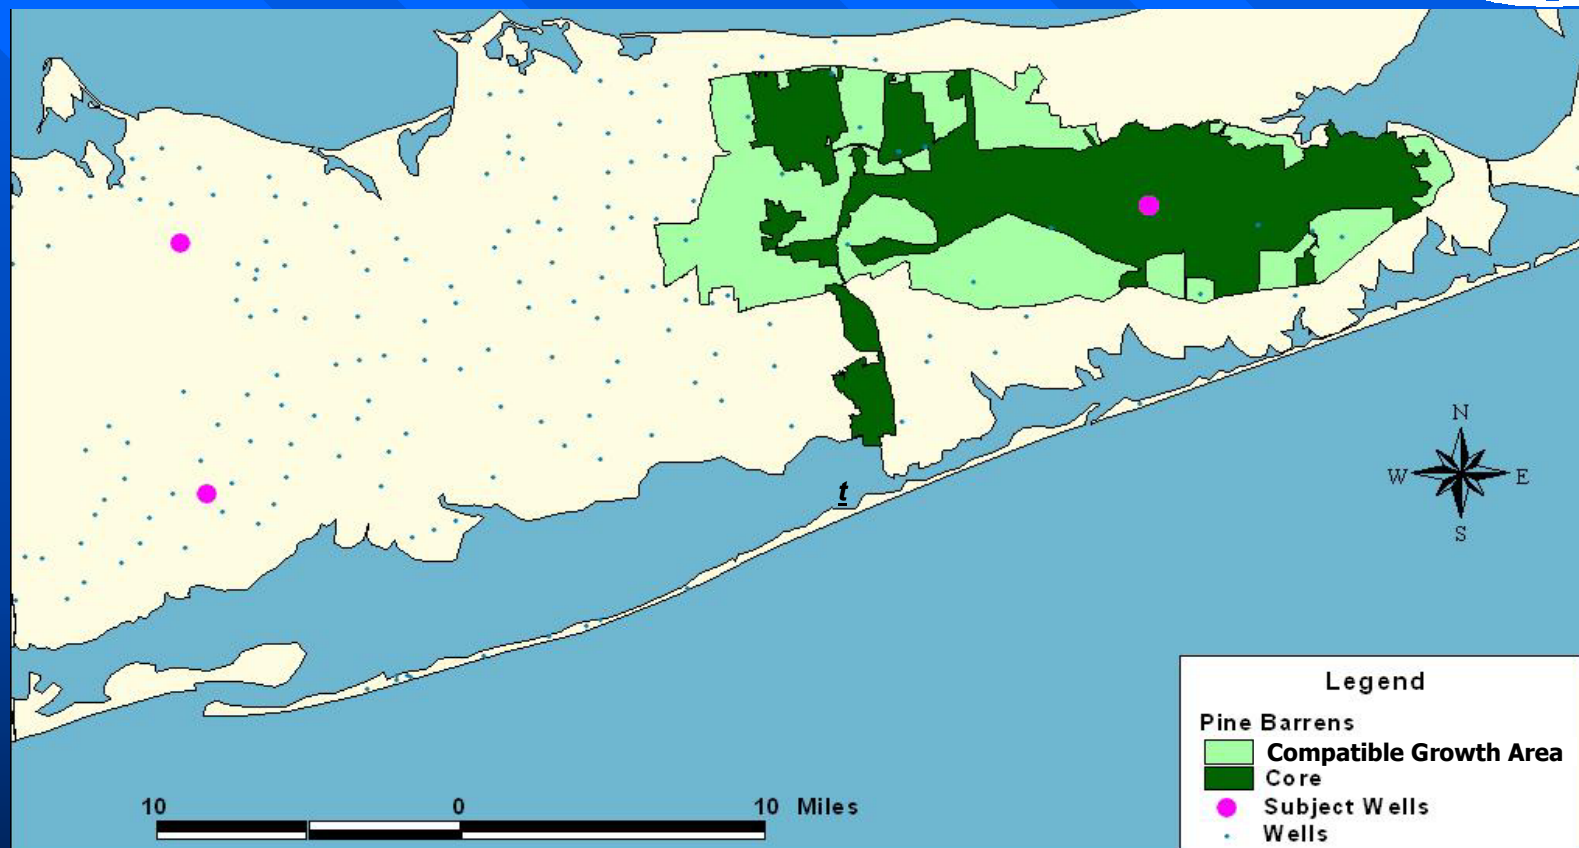 t
N
W E
S
10 0 10 Miles
Legend
Pine Barrens
Compatible Growth Area
Core
Subject Wells
Wells